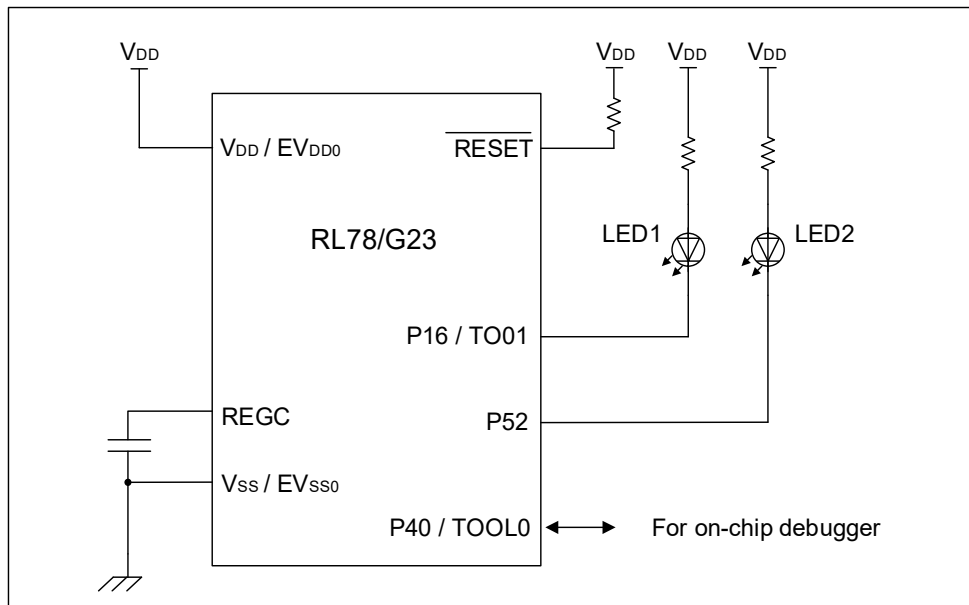 VDD
VDD
VDD
VDD
VDD / EVDD0
RESET
RL78/G23
LED1
LED2
P16 / TO01
REGC
P52
VSS / EVSS0
P40 / TOOL0
For on-chip debugger